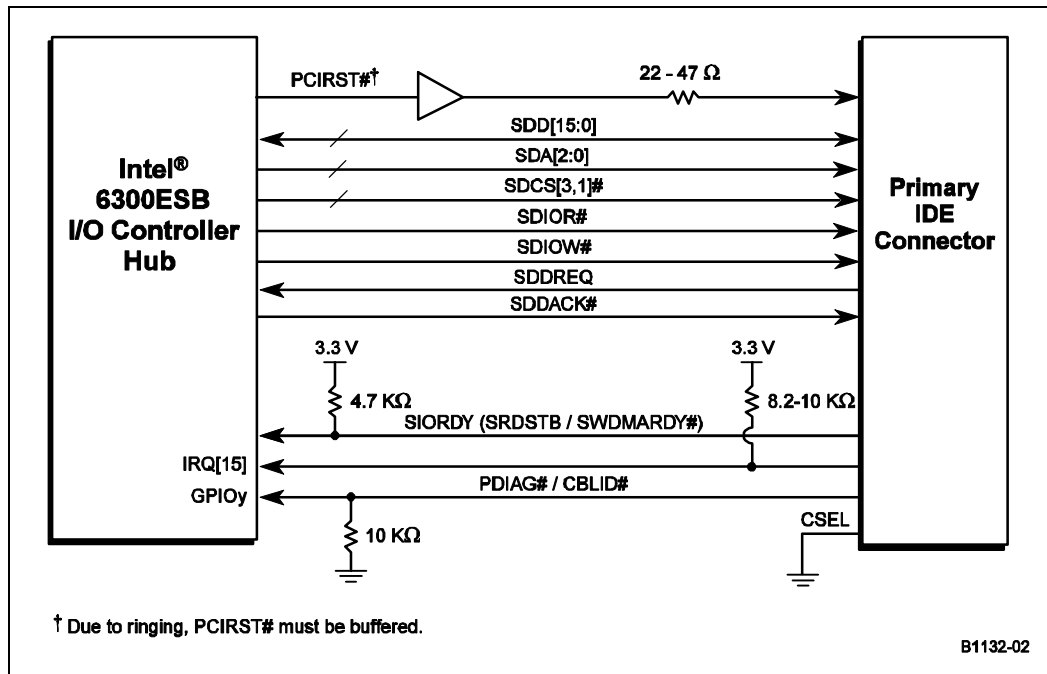 PCIRST#†
22 - 47 Ω
SDD[15:0]
SDA[2:0]
SDCS[3,1]#
SDIOR#
SDIOW#
SDDREQ
SDDACK#
Intel®
6300ESB
I/O Controller
Hub
Primary
IDE
Connector
3.3 V
3.3 V
4.7 KΩ
8.2-10 KΩ
SIORDY (SRDSTB / SWDMARDY#)
IRQ[15]
PDIAG# / CBLID#
GPIOy
CSEL
10 KΩ
† Due to ringing, PCIRST# must be buffered.
B1132-02